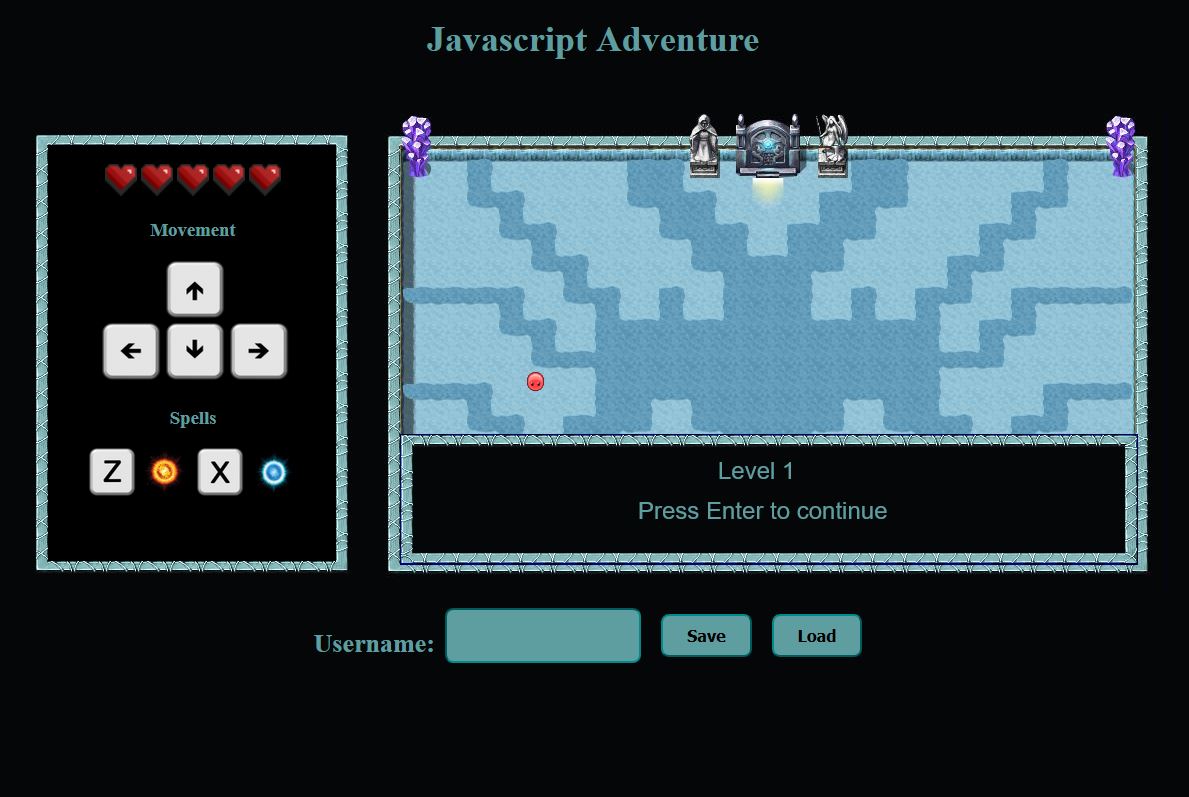 Javascript Adventure
Movement
Spells
Z X
Level 1
Press Enter to continue
Username:
Save
Load